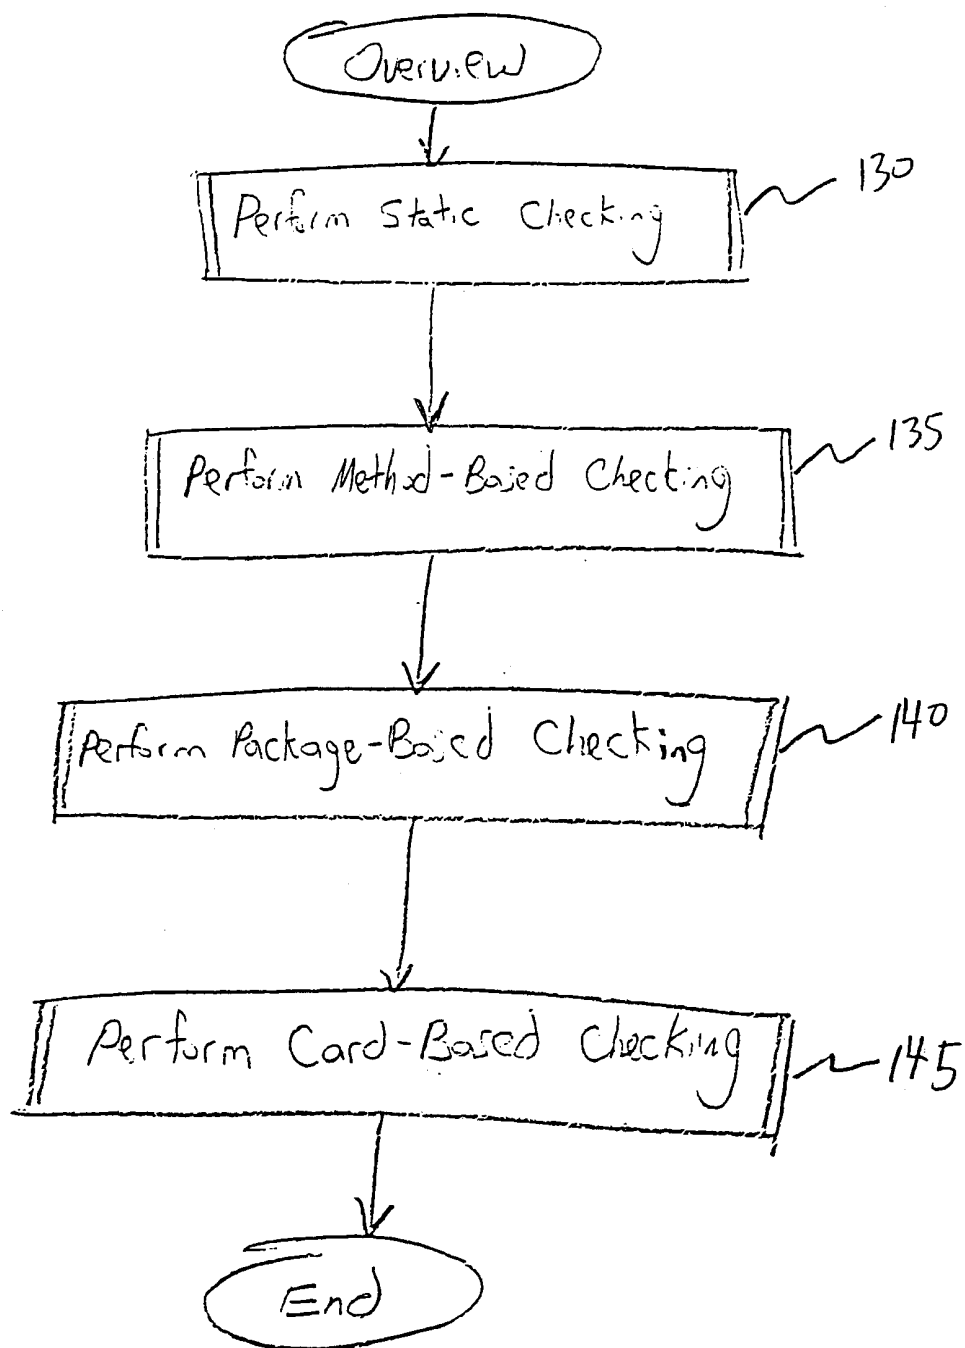 Overview
Perform Static Checking
130
Perform Method-Based Checking
135
Perform Package-Based Checking
140
Perform Card-Based Checking
145
End